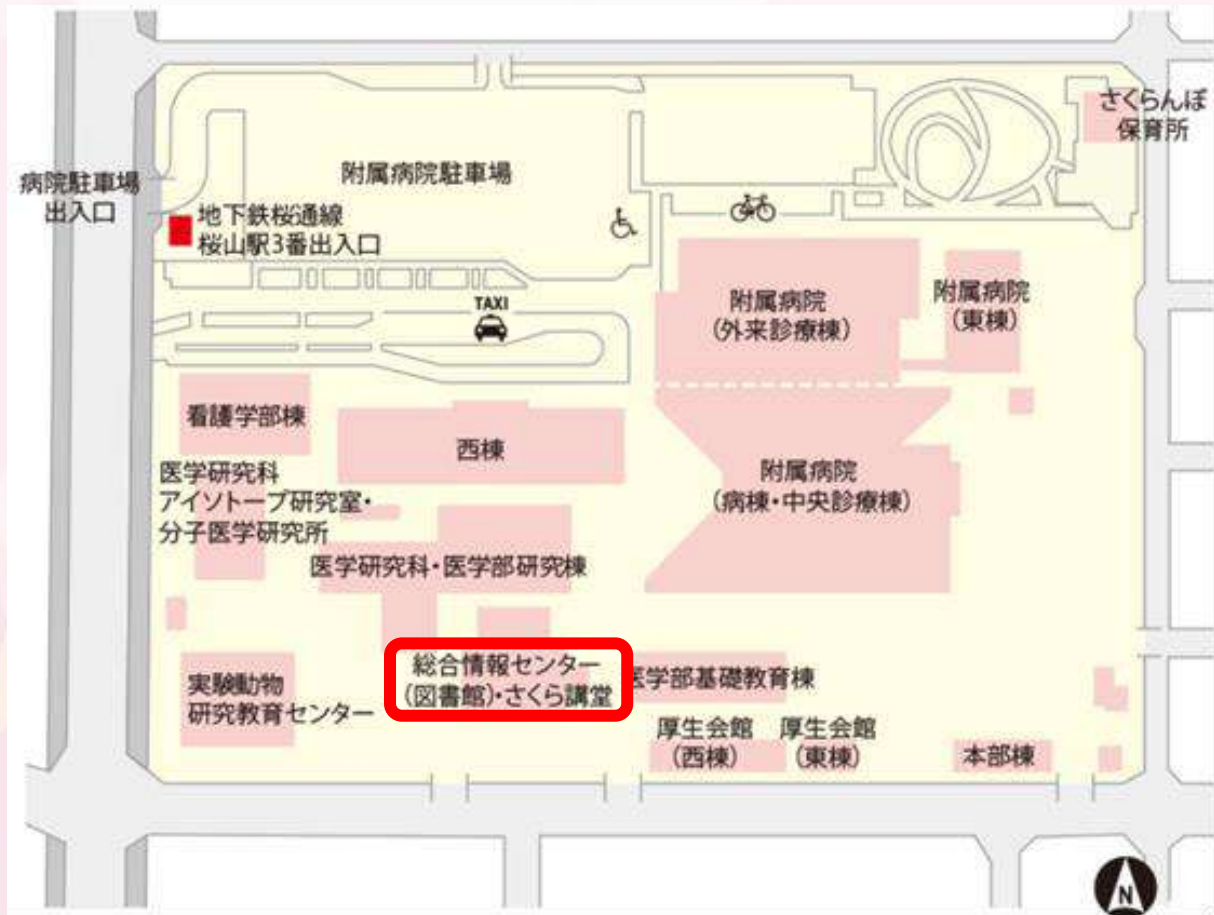 さくらんぼ
保育所
病院駐車場
出入口
附属病院駐車場
地下鉄桜通線
桜山駅3番出入口
TAXI
附属病院
(外来診療棟)
附属病院
(東棟)
看護学部棟
西棟
附属病院
(病棟・中央診療棟)
医学研究科
アイソトープ研究室・
分子医学研究所
医学研究科・医学部研究棟
総合情報センター
(図書館)・さくら講堂
医学部基礎教育棟
実験動物
研究教育センター
厚生会館
(西棟)
厚生会館
(東棟)
本部棟
N